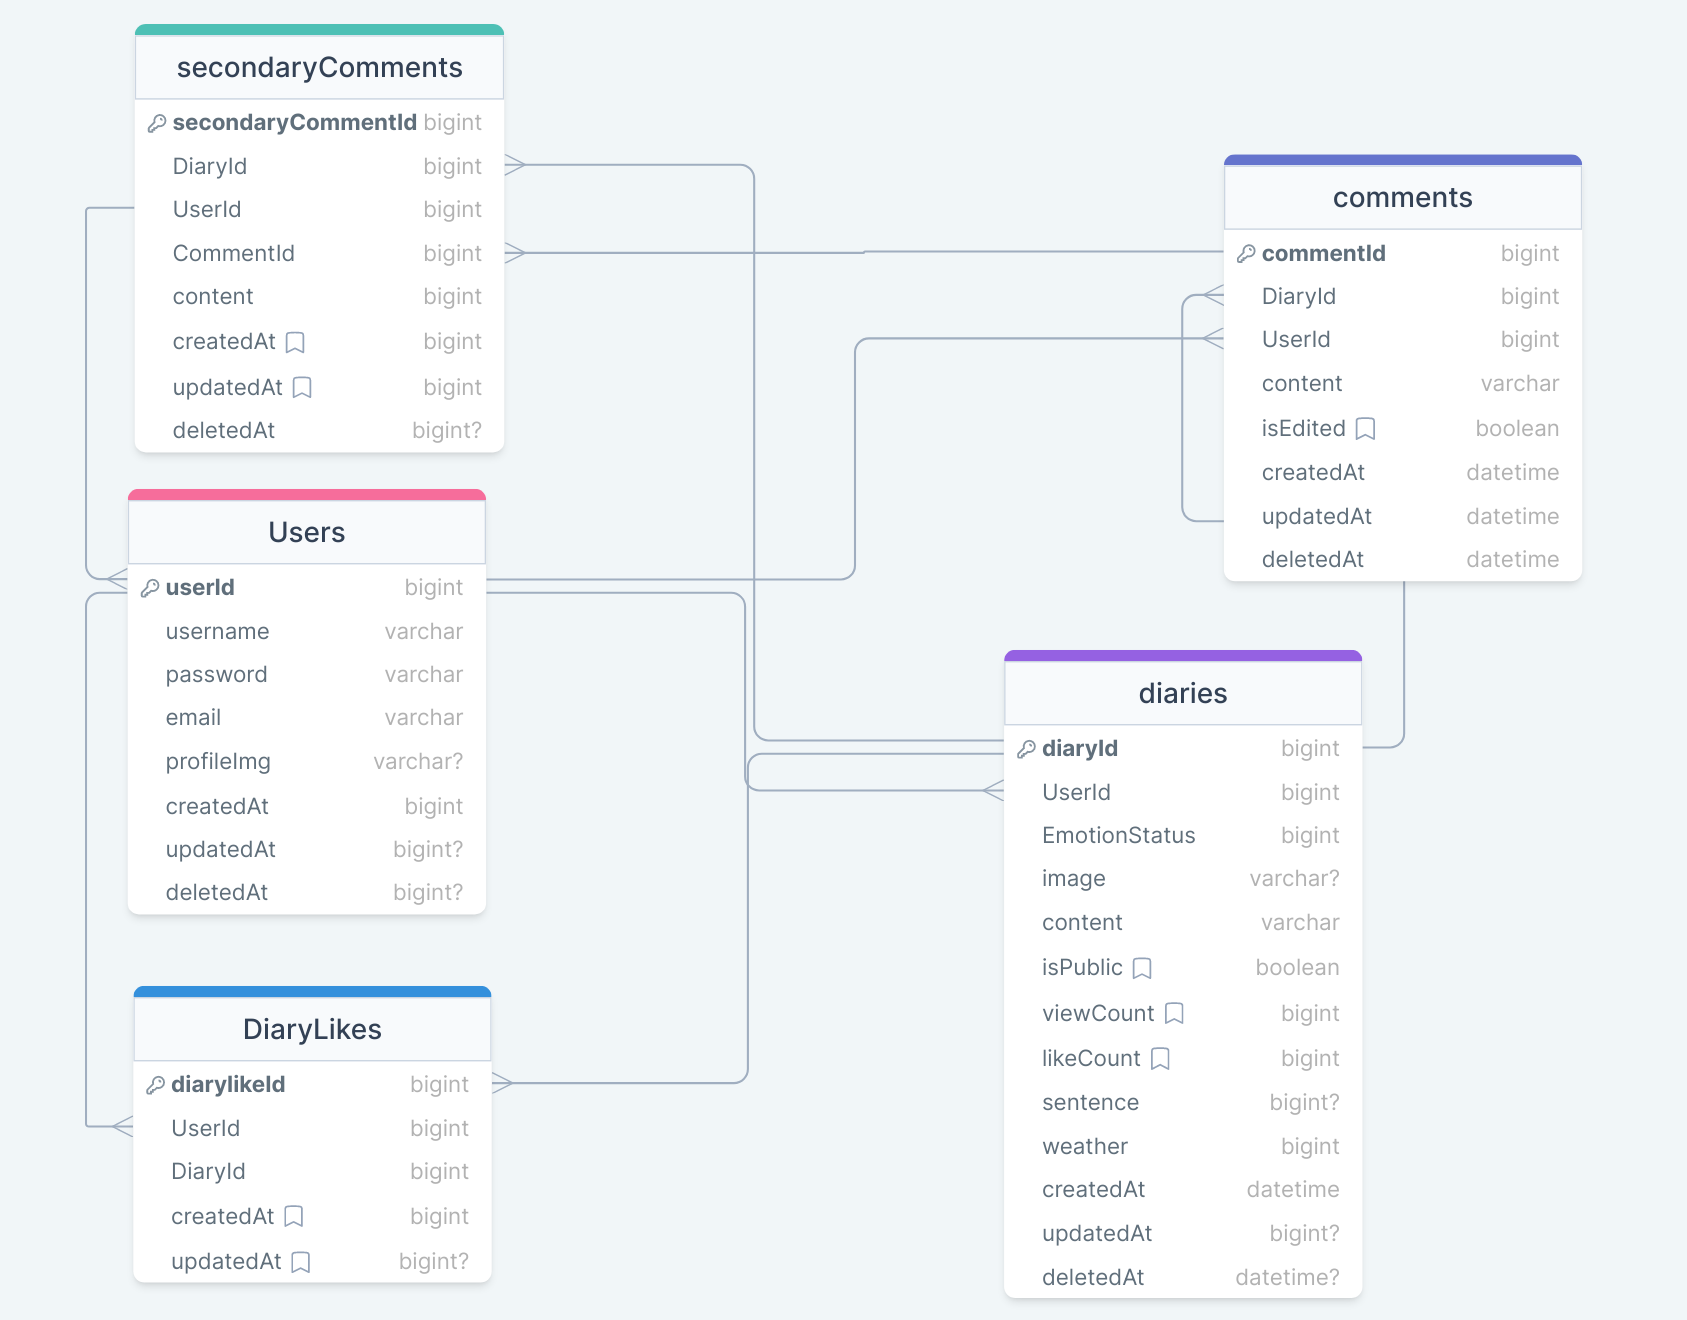 secondaryComments
secondaryCommentId bigint
DiaryId bigint
UserId bigint
CommentId bigint
content bigint
createdAt bigint
updatedAt bigint
deletedAt bigint?
comments
commentId bigint
DiaryId bigint
UserId bigint
content varchar
isEdited boolean
createdAt datetime
updatedAt datetime
deletedAt datetime
Users
userId bigint
username varchar
password varchar
email varchar
profileImg varchar?
createdAt bigint
updatedAt bigint?
deletedAt bigint?
diaries
diaryId bigint
UserId bigint
EmotionStatus bigint
image varchar?
content varchar
isPublic boolean
viewCount bigint
likeCount bigint
sentence bigint?
weather bigint
createdAt datetime
updatedAt bigint?
deletedAt datetime?
DiaryLikes
diarylikeId bigint
UserId bigint
DiaryId bigint
createdAt bigint
updatedAt bigint?